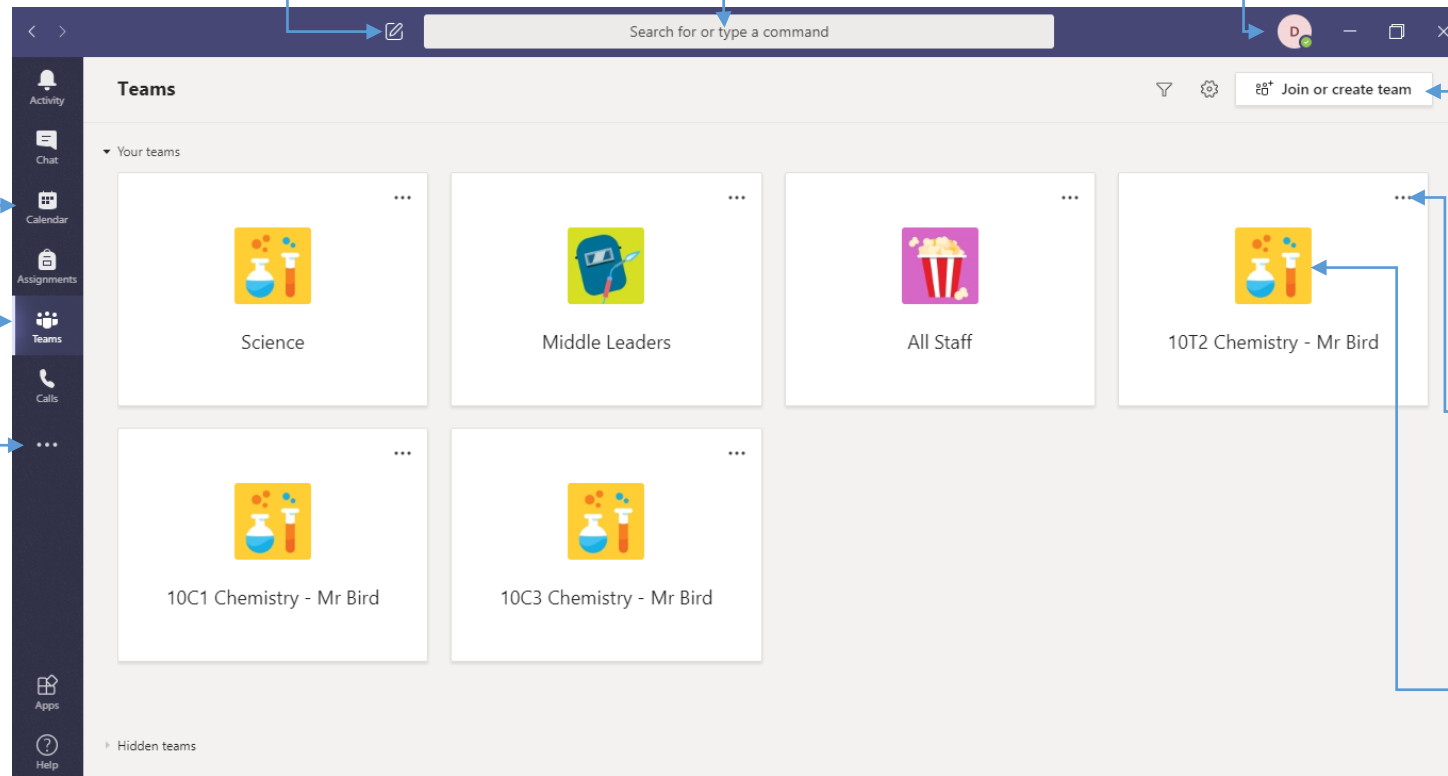 Search for or type a command
D
Activity
Chat
Calendar
Assignments
Teams
Calls
Apps
Help
Teams
Join or create team
Your teams
Science
Middle Leaders
All Staff
10T2 Chemistry - Mr Bird
10C1 Chemistry - Mr Bird
10C3 Chemistry - Mr Bird
Hidden teams